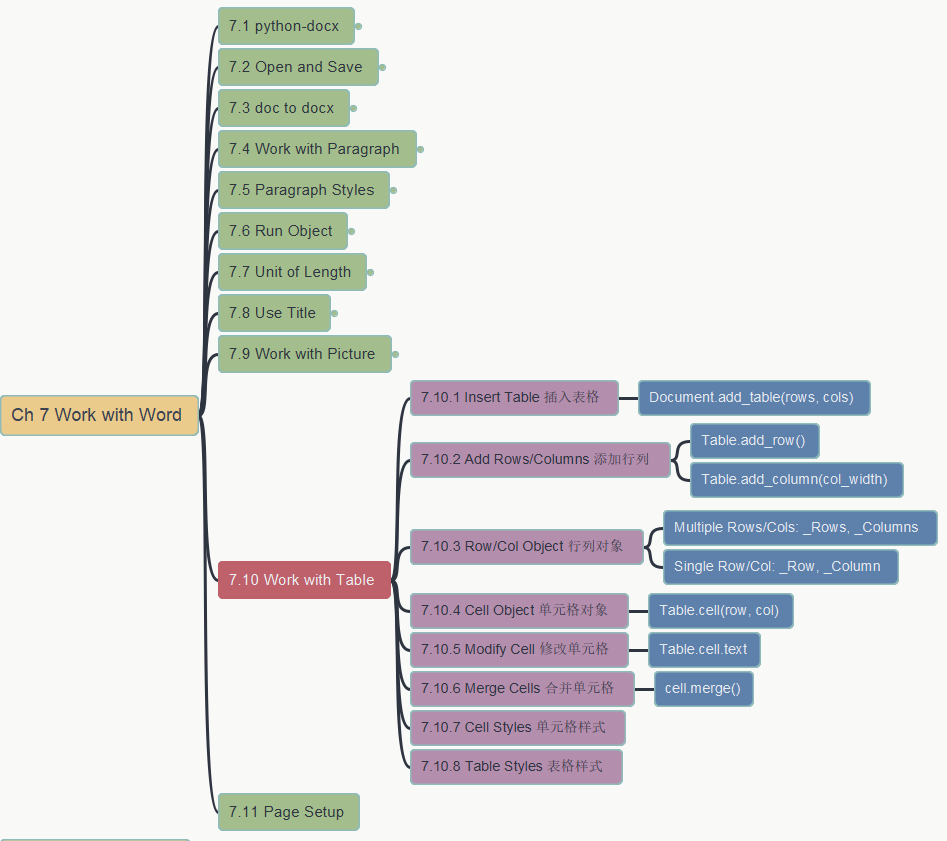 Ch 7 Work with Word
7.1 python-docx
7.2 Open and Save
7.3 doc to docx
7.4 Work with Paragraph
7.5 Paragraph Styles
7.6 Run Object
7.7 Unit of Length
7.8 Use Title
7.9 Work with Picture
7.10 Work with Table
7.10.1 Insert Table 插入表格
Document.add_table(rows, cols)
7.10.2 Add Rows/Columns 添加行列
Table.add_row()
Table.add_column(col_width)
7.10.3 Row/Col Object 行列对象
Multiple Rows/Cols: _Rows, _Columns
Single Row/Col: _Row, _Column
7.10.4 Cell Object 单元格对象
Table.cell(row, col)
7.10.5 Modify Cell 修改单元格
Table.cell.text
7.10.6 Merge Cells 合并单元格
cell.merge()
7.10.7 Cell Styles 单元格样式
7.10.8 Table Styles 表格样式
7.11 Page Setup